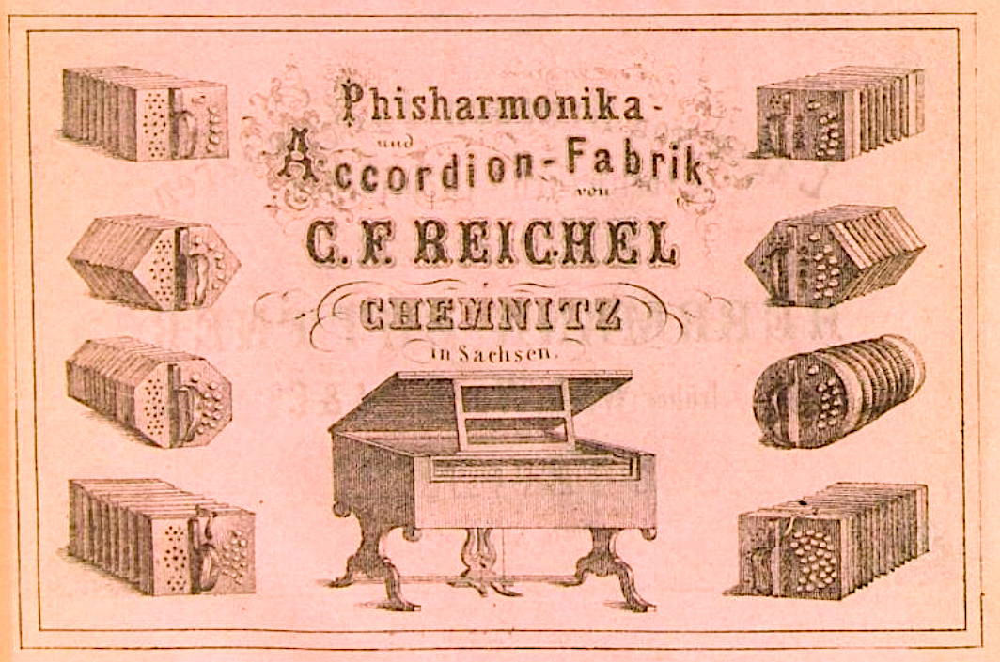 Phisharmonika-
und
Accordion-Fabrik
von
C. F. REICHEL
CHEMNITZ
in Sachsen.